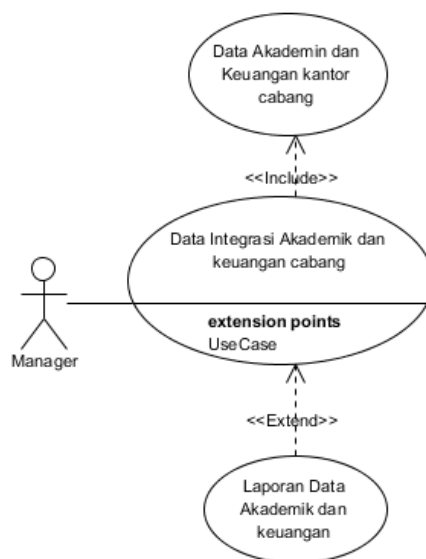 Data Akademin dan
Keuangan kantor
cabang
<<Include>>
Data Integrasi Akademik dan
keuangan cabang
extension points
UseCase
Manager
<<Extend>>
Laporan Data
Akademik dan
keuangan